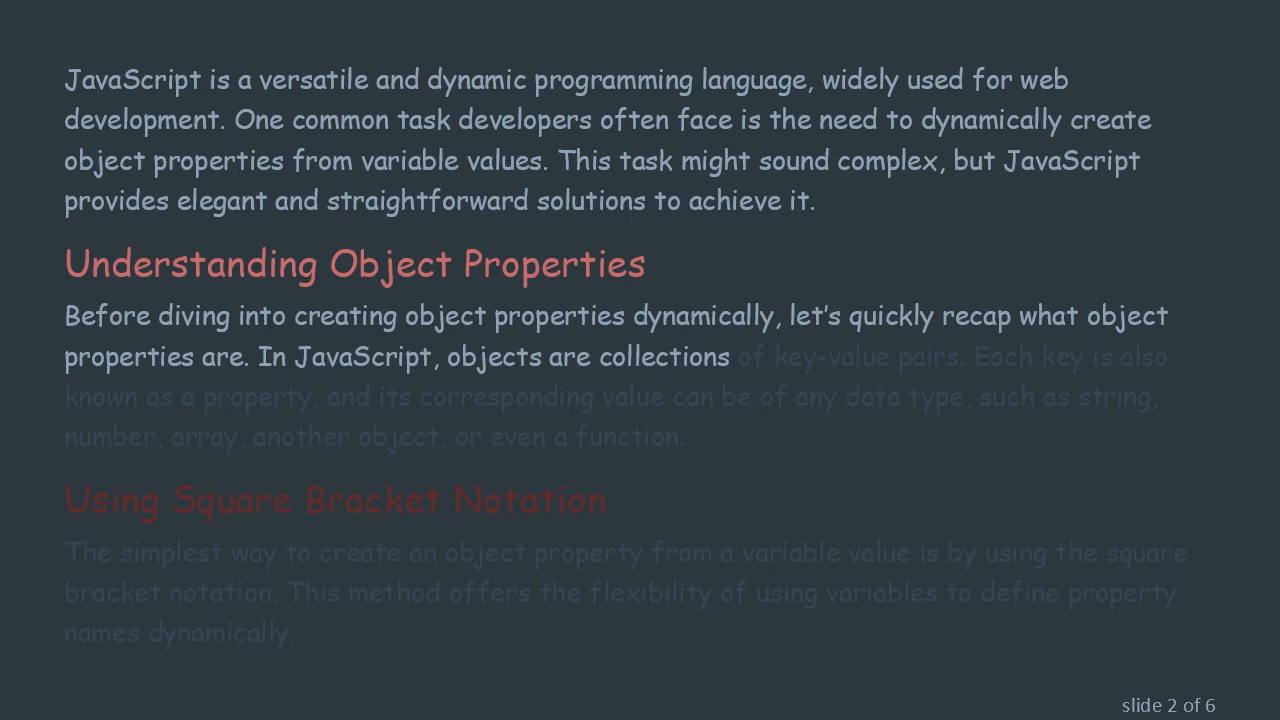 JavaScript is a versatile and dynamic programming language, widely used for web
development. One common task developers often face is the need to dynamically create
object properties from variable values. This task might sound complex, but JavaScript
provides elegant and straightforward solutions to achieve it.
Understanding Object Properties
Before diving into creating object properties dynamically, let’s quickly recap what object
properties are. In JavaScript, objects are collections of key-value pairs. Each key is also
known as a property, and its corresponding value can be of any data type, such as string,
number, array, another object, or even a function.
Using Square Bracket Notation
The simplest way to create an object property from a variable value is by using the square
bracket notation. This method offers the flexibility of using variables to define property
names dynamically.
slide 2 of 6